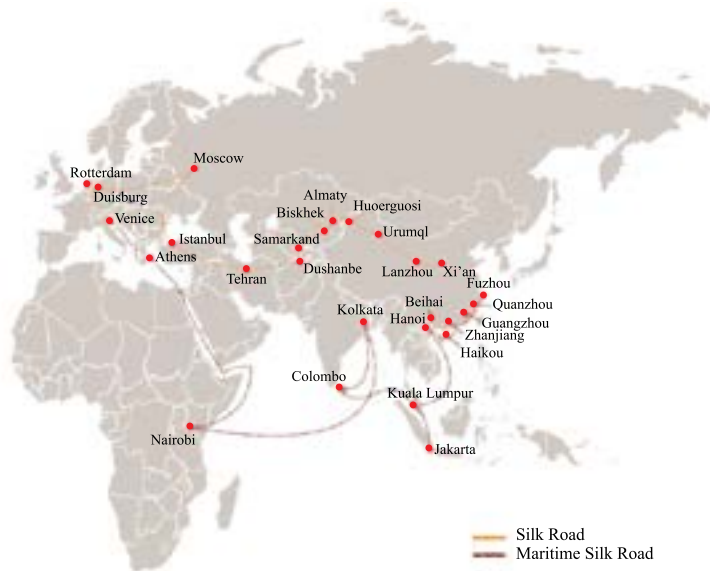 Moscow
Rotterdam
Duisburg
Almaty
Venice
Biskhek
Huoerguosi
Urumql
Istanbul
Samarkand
Athens
Tehran
Dushanbe
Lanzhou
Xi'an
Fuzhou
Kolkata
Beihai
Quanzhou
Hanoi
Guangzhou
Zhanjiang
Haikou
Colombo
Kuala Lumpur
Nairobi
Jakarta
Silk Road
Maritime Silk Road